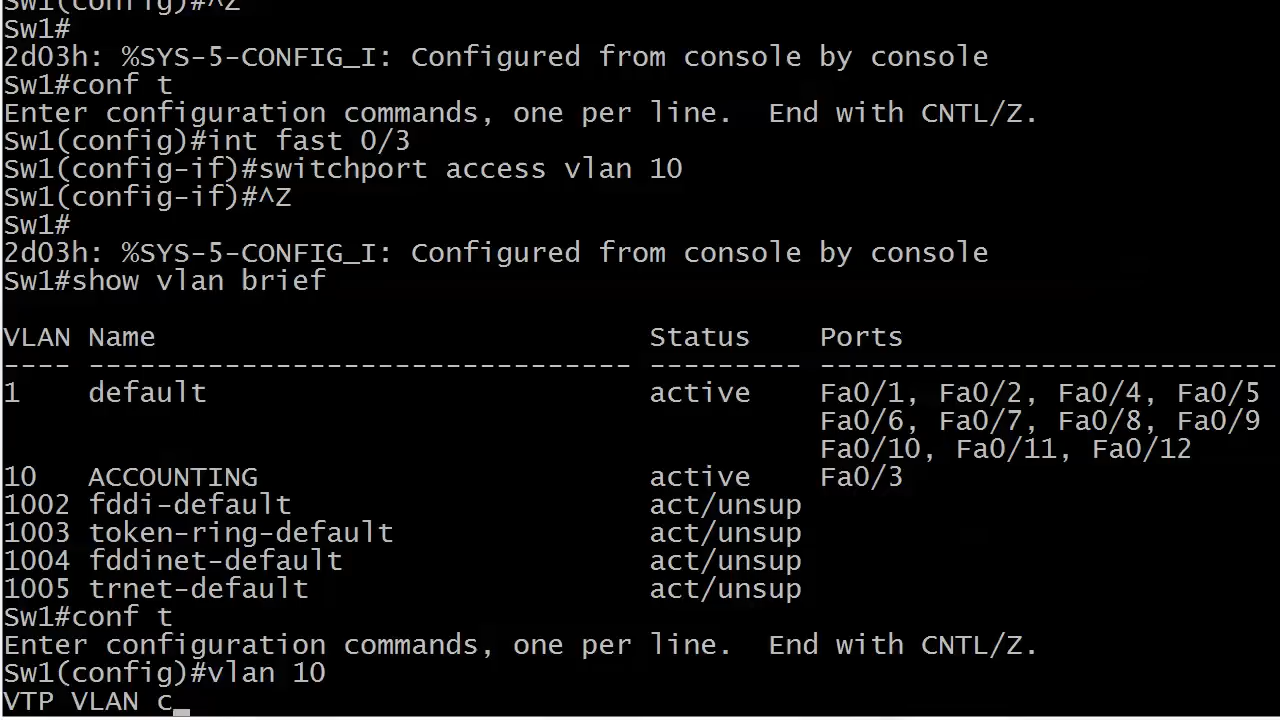 Sw1(config)#^Z
Sw1#
2d03h: %SYS-5-CONFIG_I: Configured from console by console
Sw1#conf t
Enter configuration commands, one per line.  End with CNTL/Z.
Sw1(config)#int fast 0/3
Sw1(config-if)#switchport access vlan 10
Sw1(config-if)#^Z
Sw1#
2d03h: %SYS-5-CONFIG_I: Configured from console by console
Sw1#show vlan brief
VLAN Name                             Status    Ports
---- -------------------------------- --------- ---------------------------
1    default                          active    Fa0/1, Fa0/2, Fa0/4, Fa0/5
                                                Fa0/6, Fa0/7, Fa0/8, Fa0/9
                                                Fa0/10, Fa0/11, Fa0/12
10   ACCOUNTING                       active    Fa0/3
1002 fddi-default                     act/unsup
1003 token-ring-default               act/unsup
1004 fddinet-default                  act/unsup
1005 trnet-default                    act/unsup
Sw1#conf t
Enter configuration commands, one per line.  End with CNTL/Z.
Sw1(config)#vlan 10
VTP VLAN c_